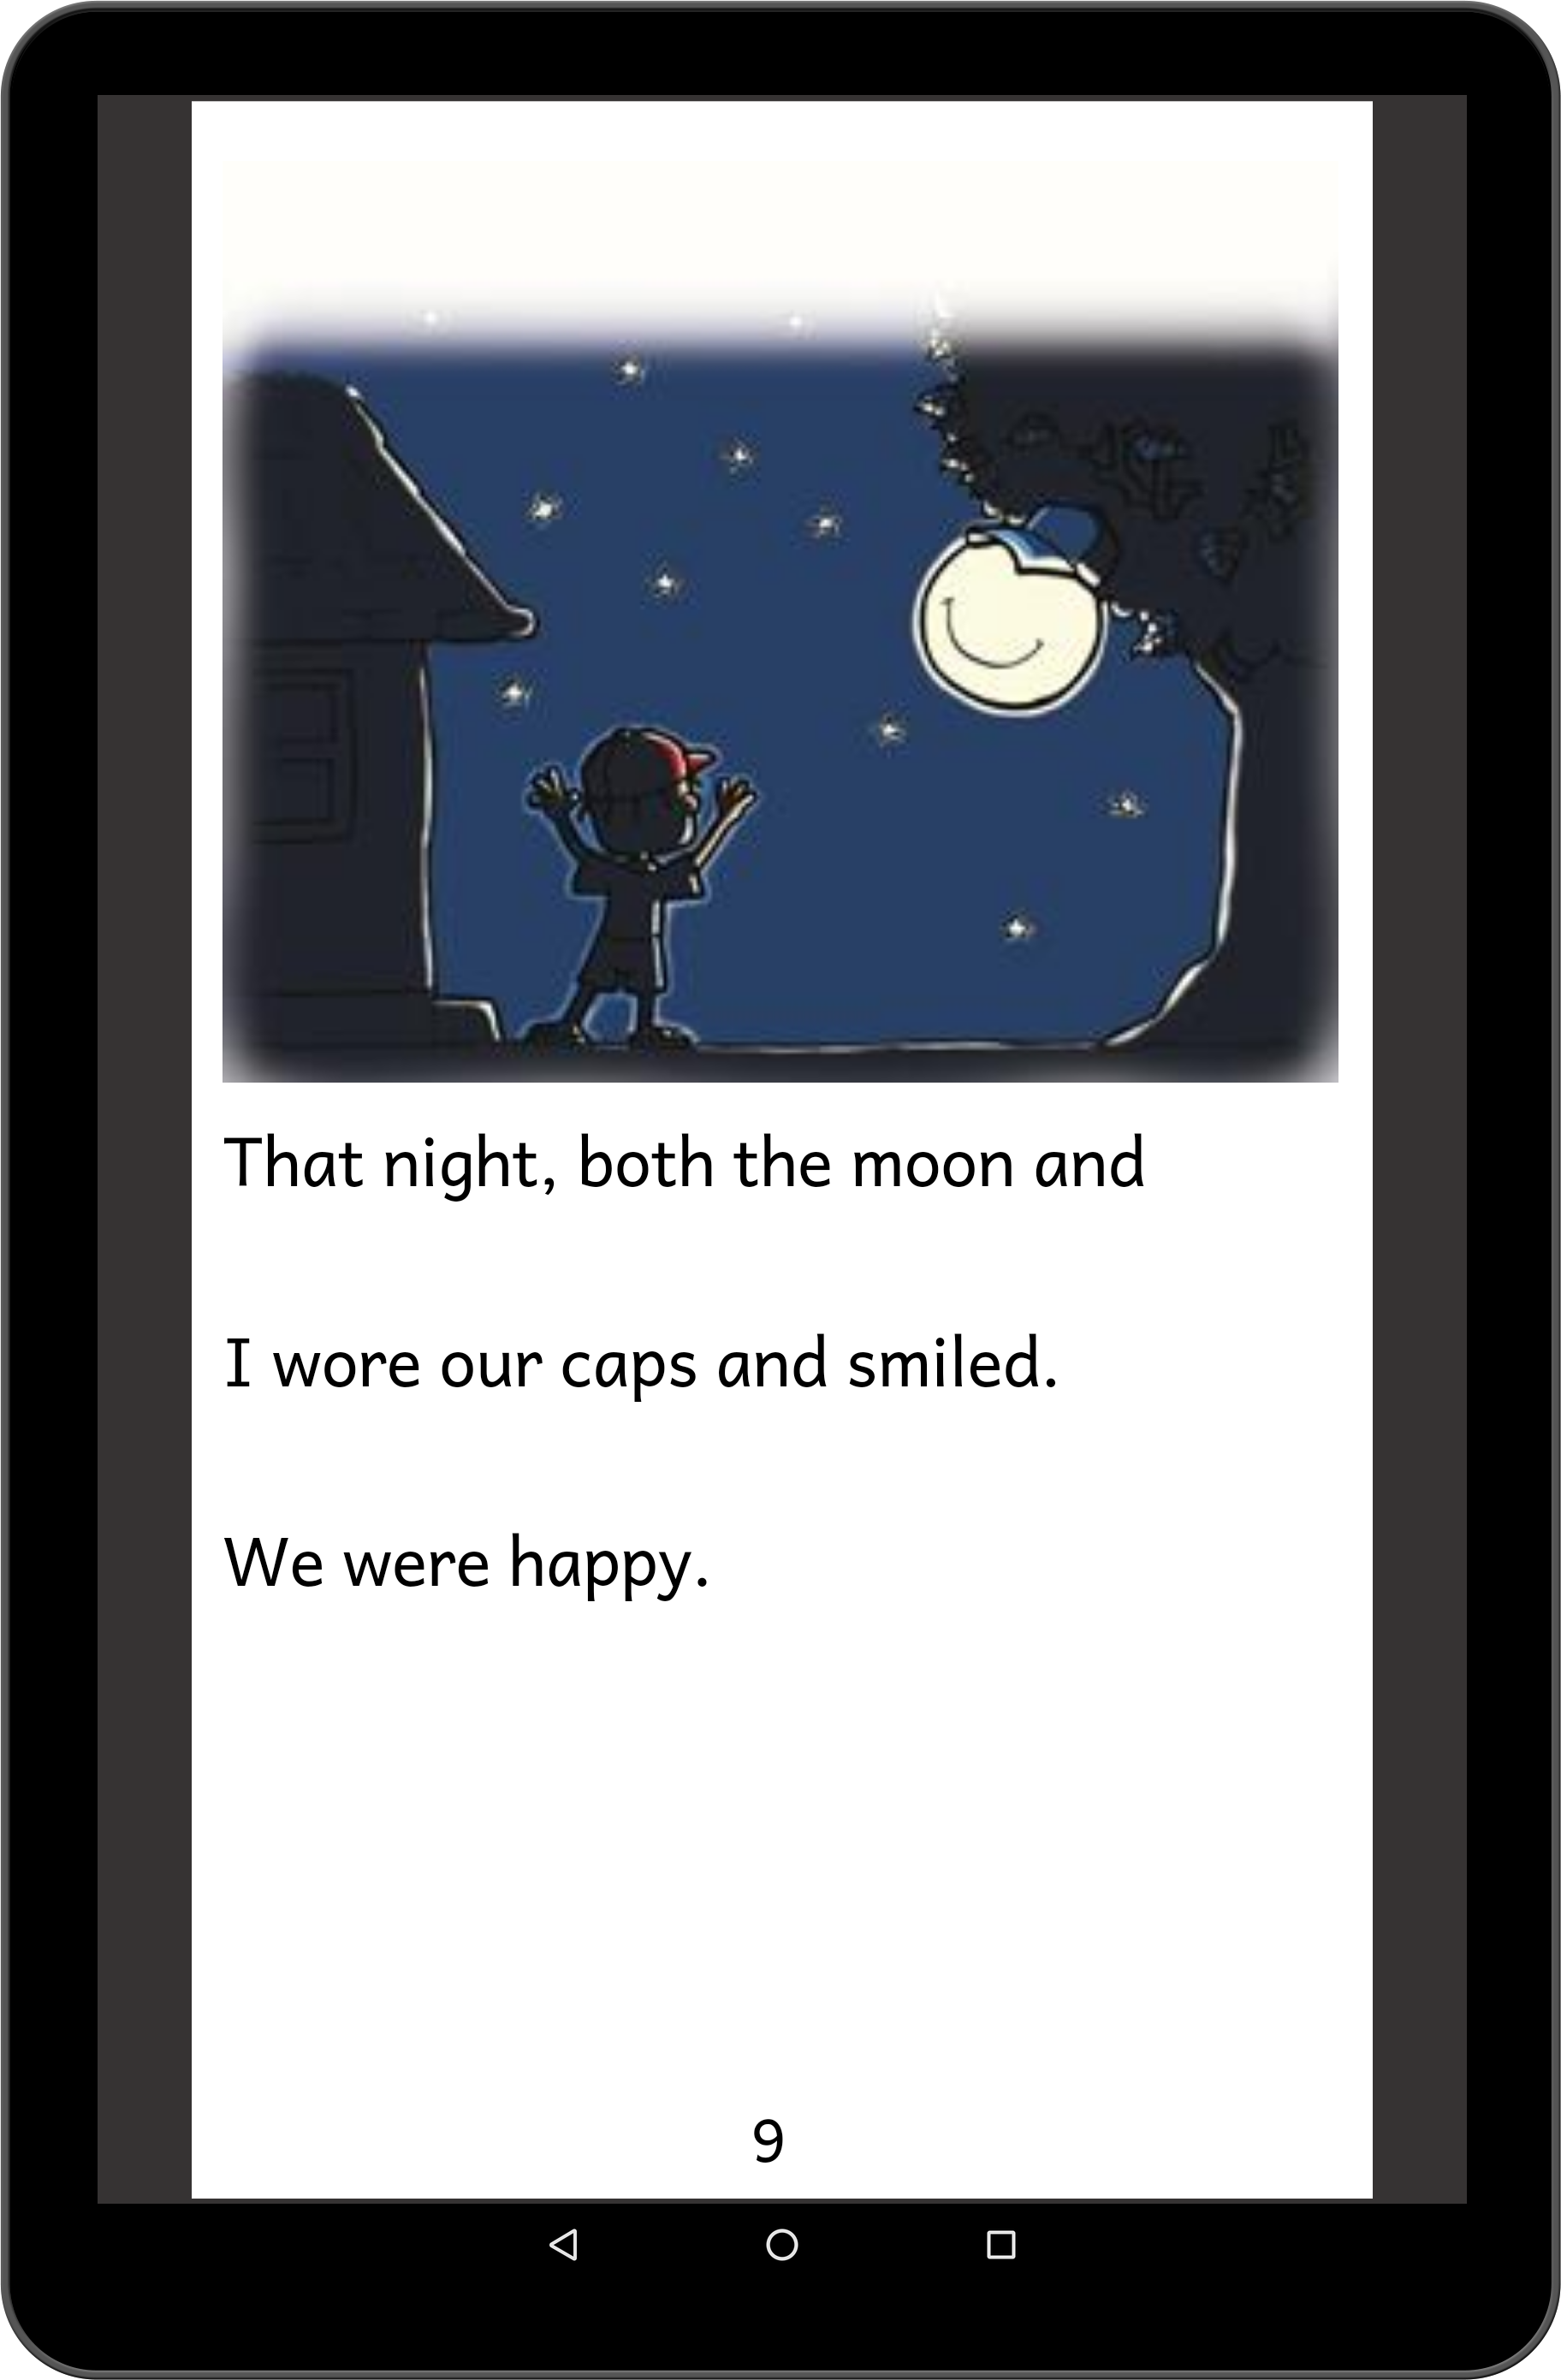 That night, both the moon and
I wore our caps and smiled.
We were happy.
9